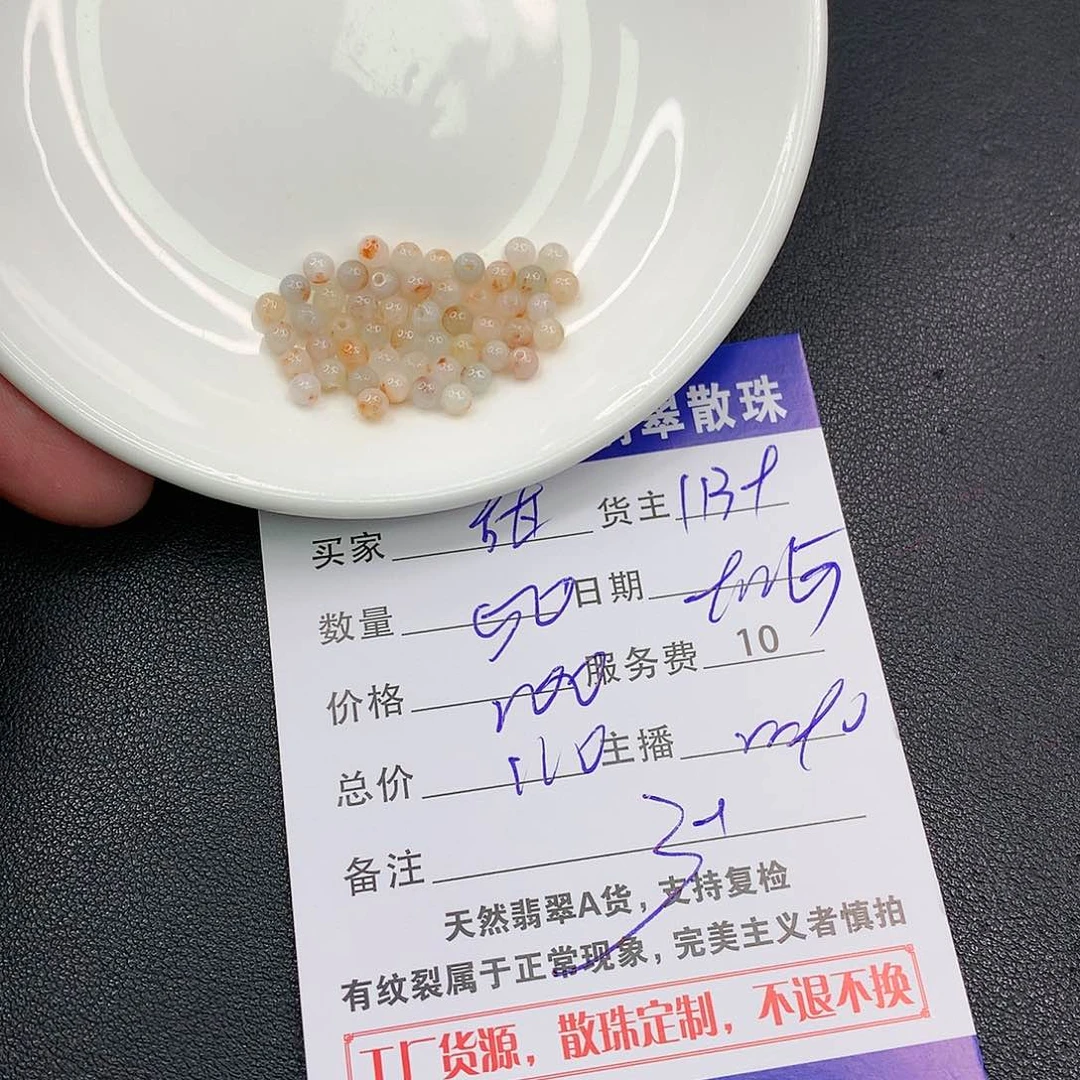 翠散珠
买家 货主
数量 50 日期
价格 100 服务费 10
总价 110 主播
备注
天然翡翠A货，支持复检
有纹裂属于正常现象，完美主义者慎拍
工厂货源，散珠定制，不退不换